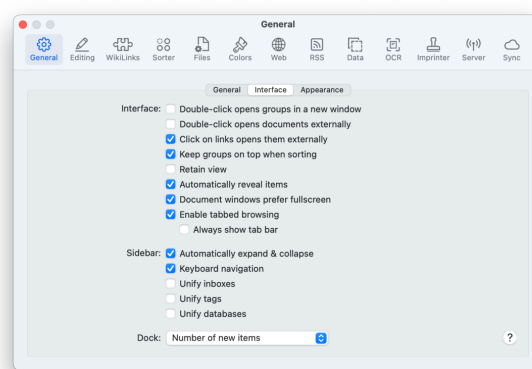 General
General Editing WikiLinks Sorter Files Colors Web RSS Data OCR Imprinter Server Sync
General Interface Appearance
Interface: Double-click opens groups in a new window
Double-click opens documents externally
Click on links opens them externally
Keep groups on top when sorting
Retain view
Automatically reveal items
Document windows prefer fullscreen
Enable tabbed browsing
Always show tab bar
Sidebar: Automatically expand & collapse
Keyboard navigation
Unify inboxes
Unify tags
Unify databases
Dock: Number of new items ?